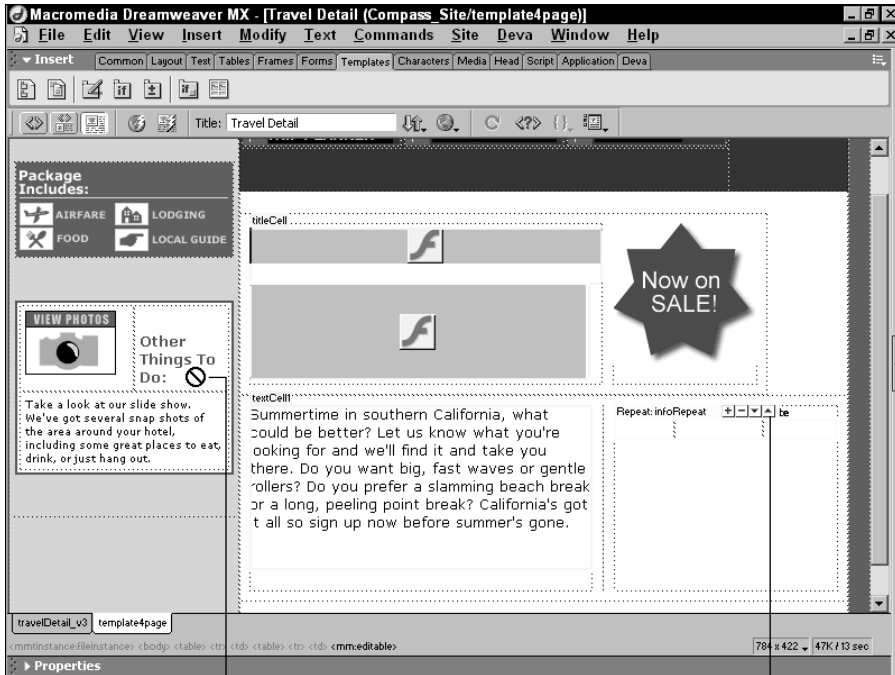 Macromedia Dreamweaver MX - [Travel Detail (Compass_Site/template4page)]
File Edit View Insert Modify Text Commands Site Deva Window Help
Insert Common Layout Text Tables Frames Forms Templates Characters Media Head Script Application Deva
Title: Travel Detail
Package
Includes:
AIRFARE LODGING
FOOD LOCAL GUIDE
titleCell
Now on
SALE!
VIEW PHOTOS
Other
Things To
Do:
Take a look at our slide show.
We've got several snap shots of
the area around your hotel,
including some great places to eat,
drink, or just hang out.
textCell1
Summertime in southern California, what
could be better? Let us know what you're
ooking for and we'll find it and take you
there. Do you want big, fast waves or gentle
rollers? Do you prefer a slamming beach break
or a long, peeling point break? California's got
t all so sign up now before summer's gone.
Repeat: infoRepeat
travelDetail_v3 template4page
<mmtinstance:fileinstance> <body> <table> <tr> <td> <table> <tr> <td> <mm:editable>
784 x 422 47K / 13 sec
Properties